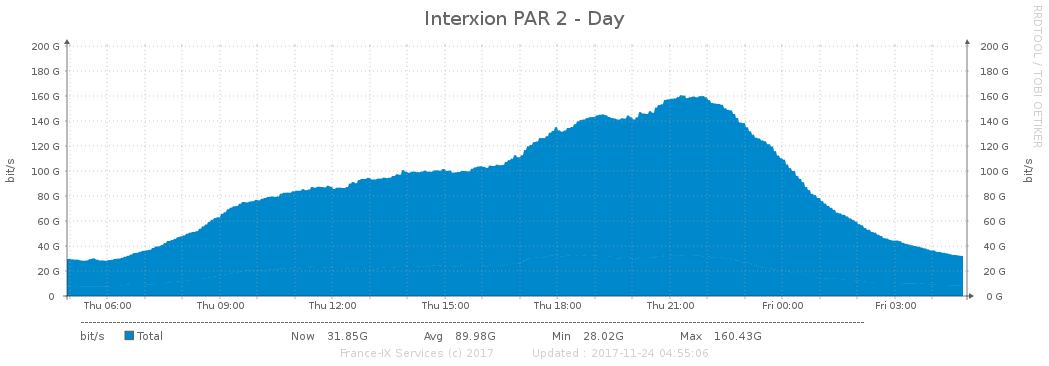 Interxion PAR 2 - Day
RRDTOOL / TOBI OETIKER
200 G 200 G
180 G 180 G
160 G 160 G
140 G 140 G
120 G 120 G
100 G 100 G
80 G 80 G
60 G 60 G
40 G 40 G
20 G 20 G
0 0 G
bit/s bit/s
Thu 06:00 Thu 09:00 Thu 12:00 Thu 15:00 Thu 18:00 Thu 21:00 Fri 00:00 Fri 03:00
bit/s Total Now 31.85G Avg 89.98G Min 28.02G Max 160.43G
France-IX Services (c) 2017 Updated : 2017-11-24 04:55:06